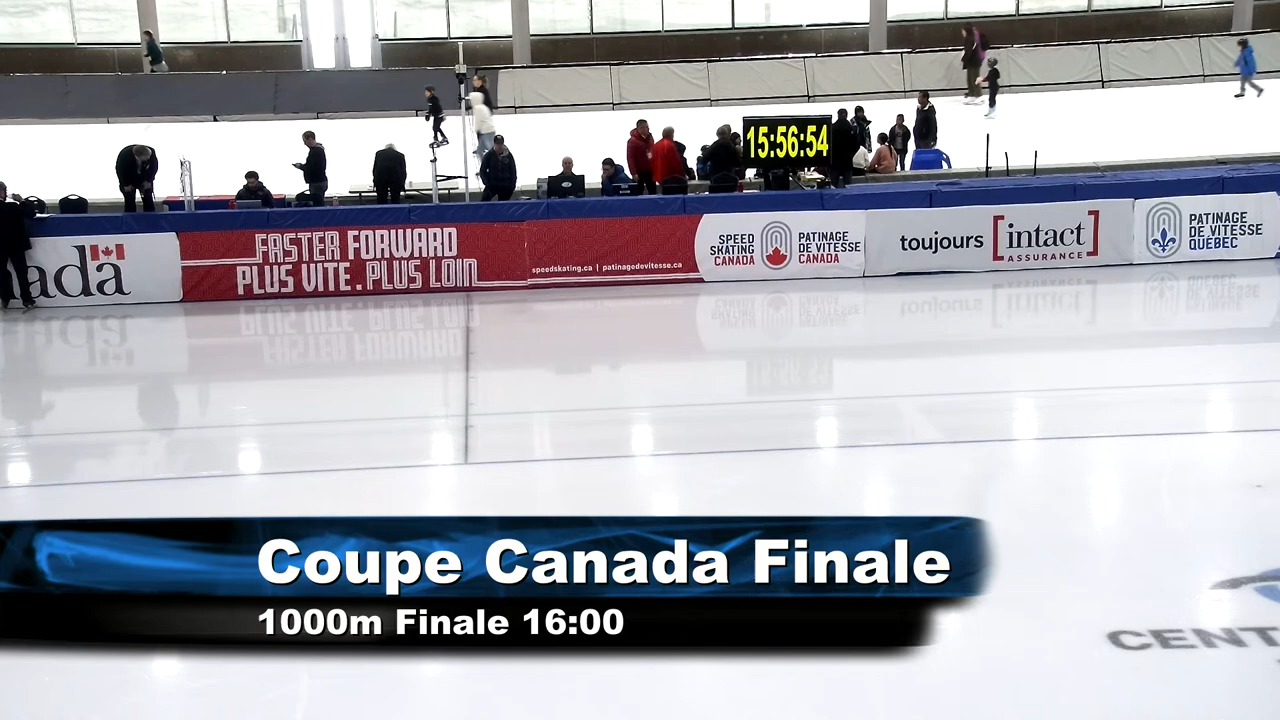 15:56:54
ada
FASTER FORWARD
PLUS VITE. PLUS LOIN
speedskating.ca | patinagedevitesse.ca
SPEED
SKATING
CANADA
PATINAGE
DE VITESSE
CANADA
toujours [intact]
ASSURANCE
PATINAGE
DE VITESSE
QUÉBEC
Coupe Canada Finale
1000m Finale 16:00
CENT